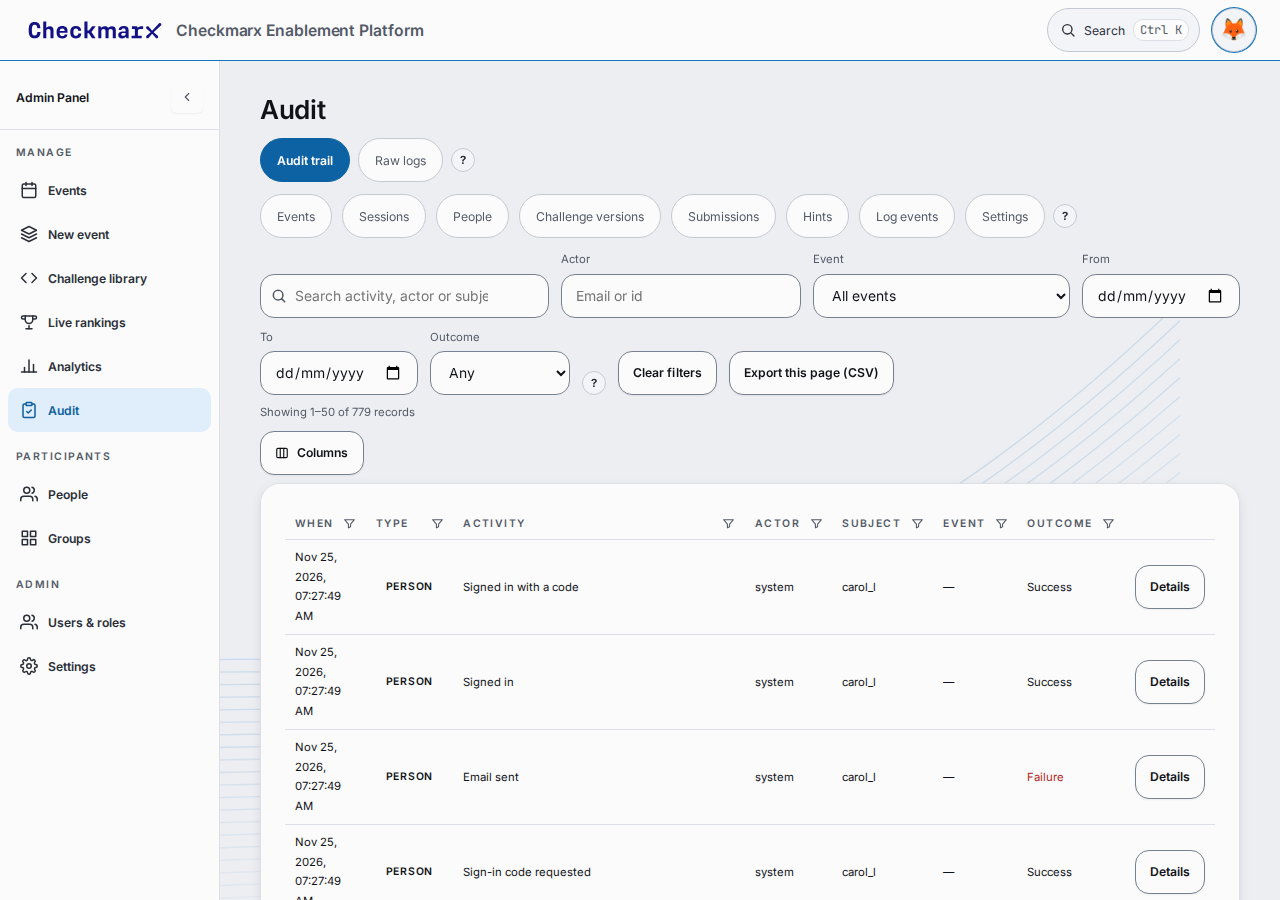 Checkmarx Checkmarx Enablement Platform Search Ctrl K
Admin Panel
MANAGE
Events
New event
Challenge library
Live rankings
Analytics
Audit
PARTICIPANTS
People
Groups
ADMIN
Users & roles
Settings
Audit
Audit trail Raw logs ?
Events Sessions People Challenge versions Submissions Hints Log events Settings ?
Actor Event From
Search activity, actor or subje Email or id All events dd/mm/yyyy
To Outcome
dd/mm/yyyy Any ? Clear filters Export this page (CSV)
Showing 1–50 of 779 records
Columns
WHEN TYPE ACTIVITY ACTOR SUBJECT EVENT OUTCOME
Nov 25,
2026,
07:27:49
AM
PERSON Signed in with a code system carol_l — Success Details
Nov 25,
2026,
07:27:49
AM
PERSON Signed in system carol_l — Success Details
Nov 25,
2026,
07:27:49
AM
PERSON Email sent system carol_l — Failure Details
Nov 25,
2026,
07:27:49
AM
PERSON Sign-in code requested system carol_l — Success Details